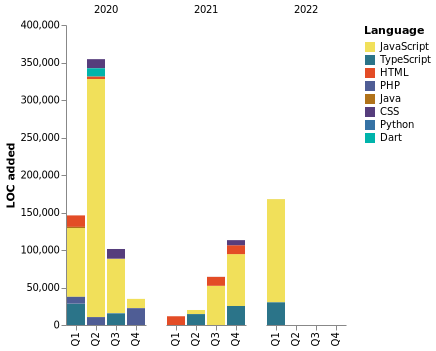 2020 2021 2022
LOC added
400,000
350,000
300,000
250,000
200,000
150,000
100,000
50,000
0
Q1 Q2 Q3 Q4 Q1 Q2 Q3 Q4 Q1 Q2 Q3 Q4
Language
JavaScript
TypeScript
HTML
PHP
Java
CSS
Python
Dart